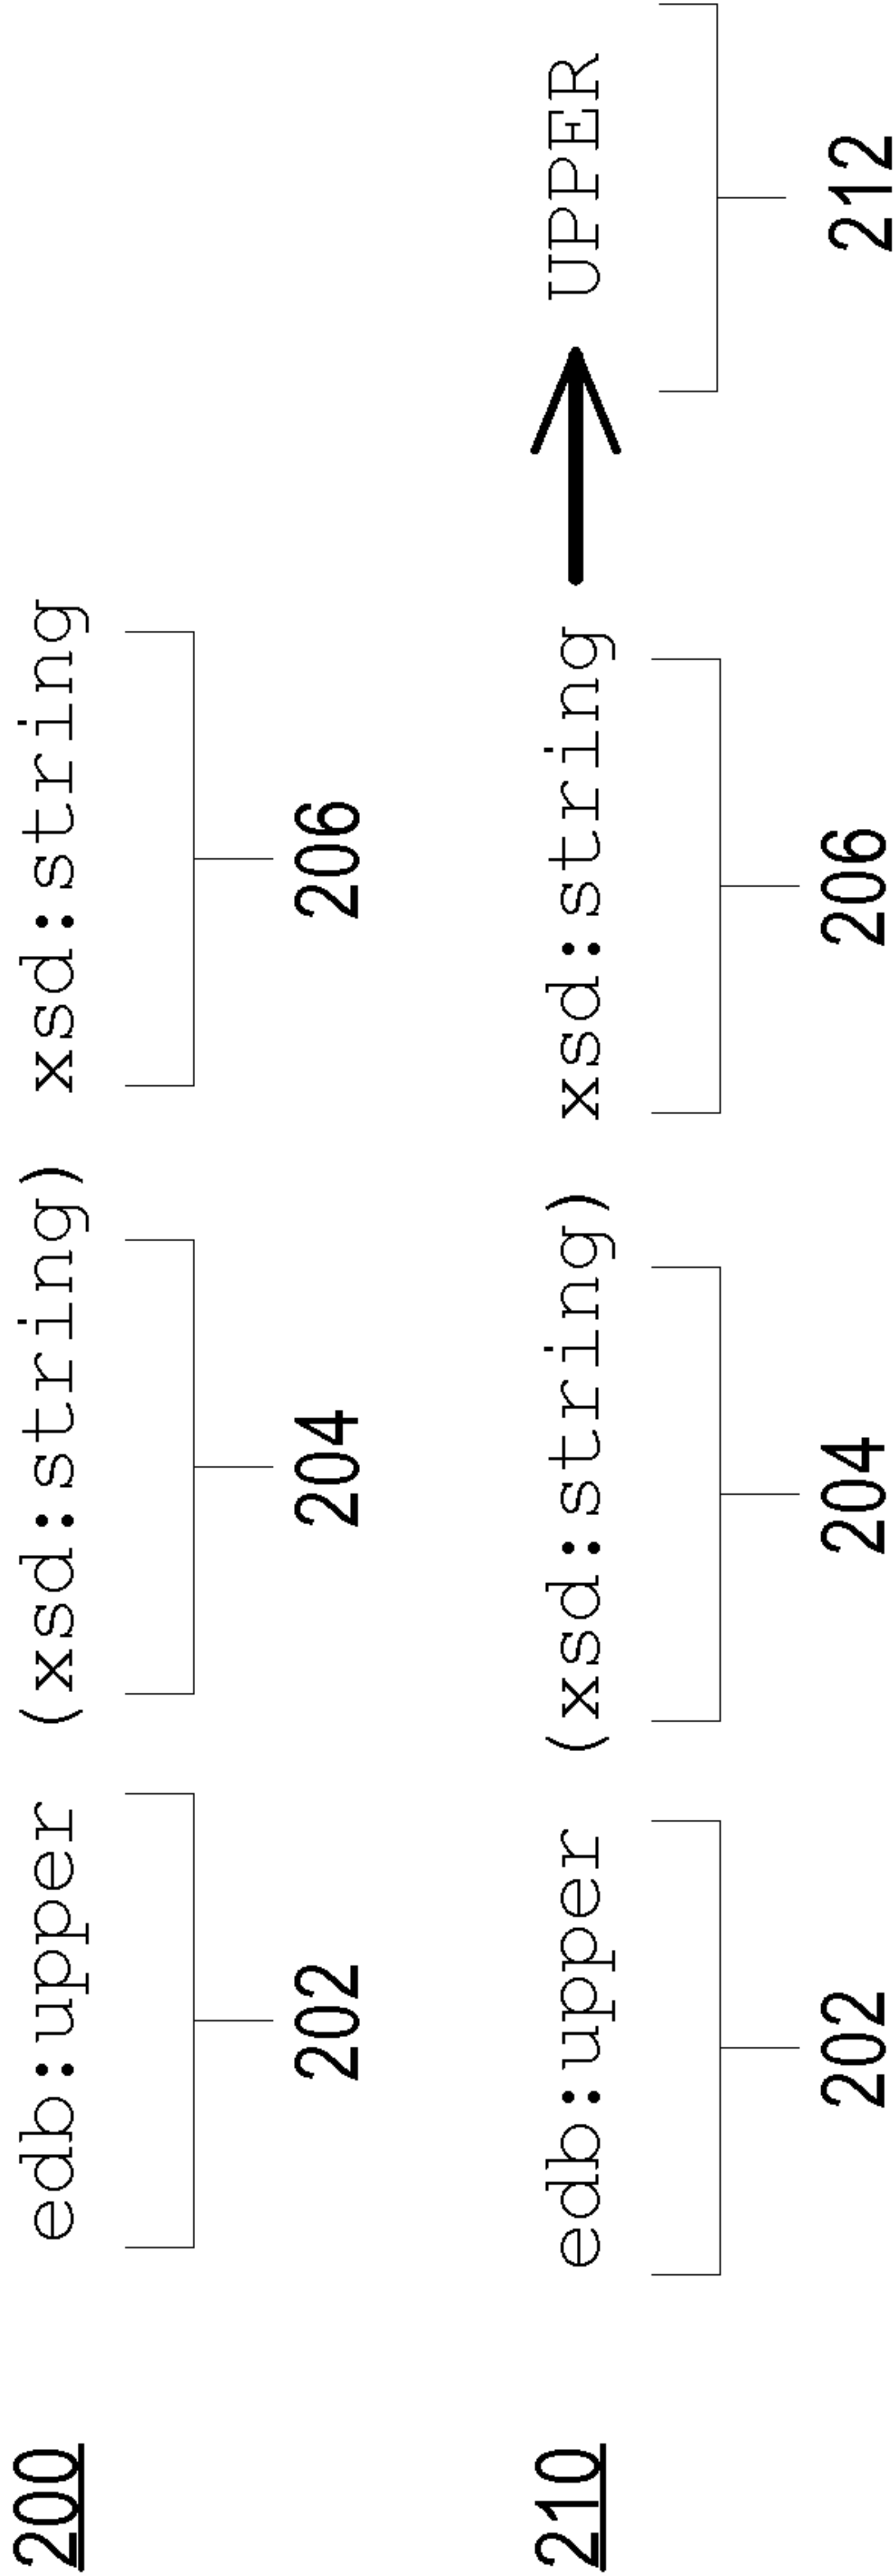 200 edb:upper (xsd:string) xsd:string
202 204 206
210 edb:upper (xsd:string) xsd:string UPPER
202 204 206 212